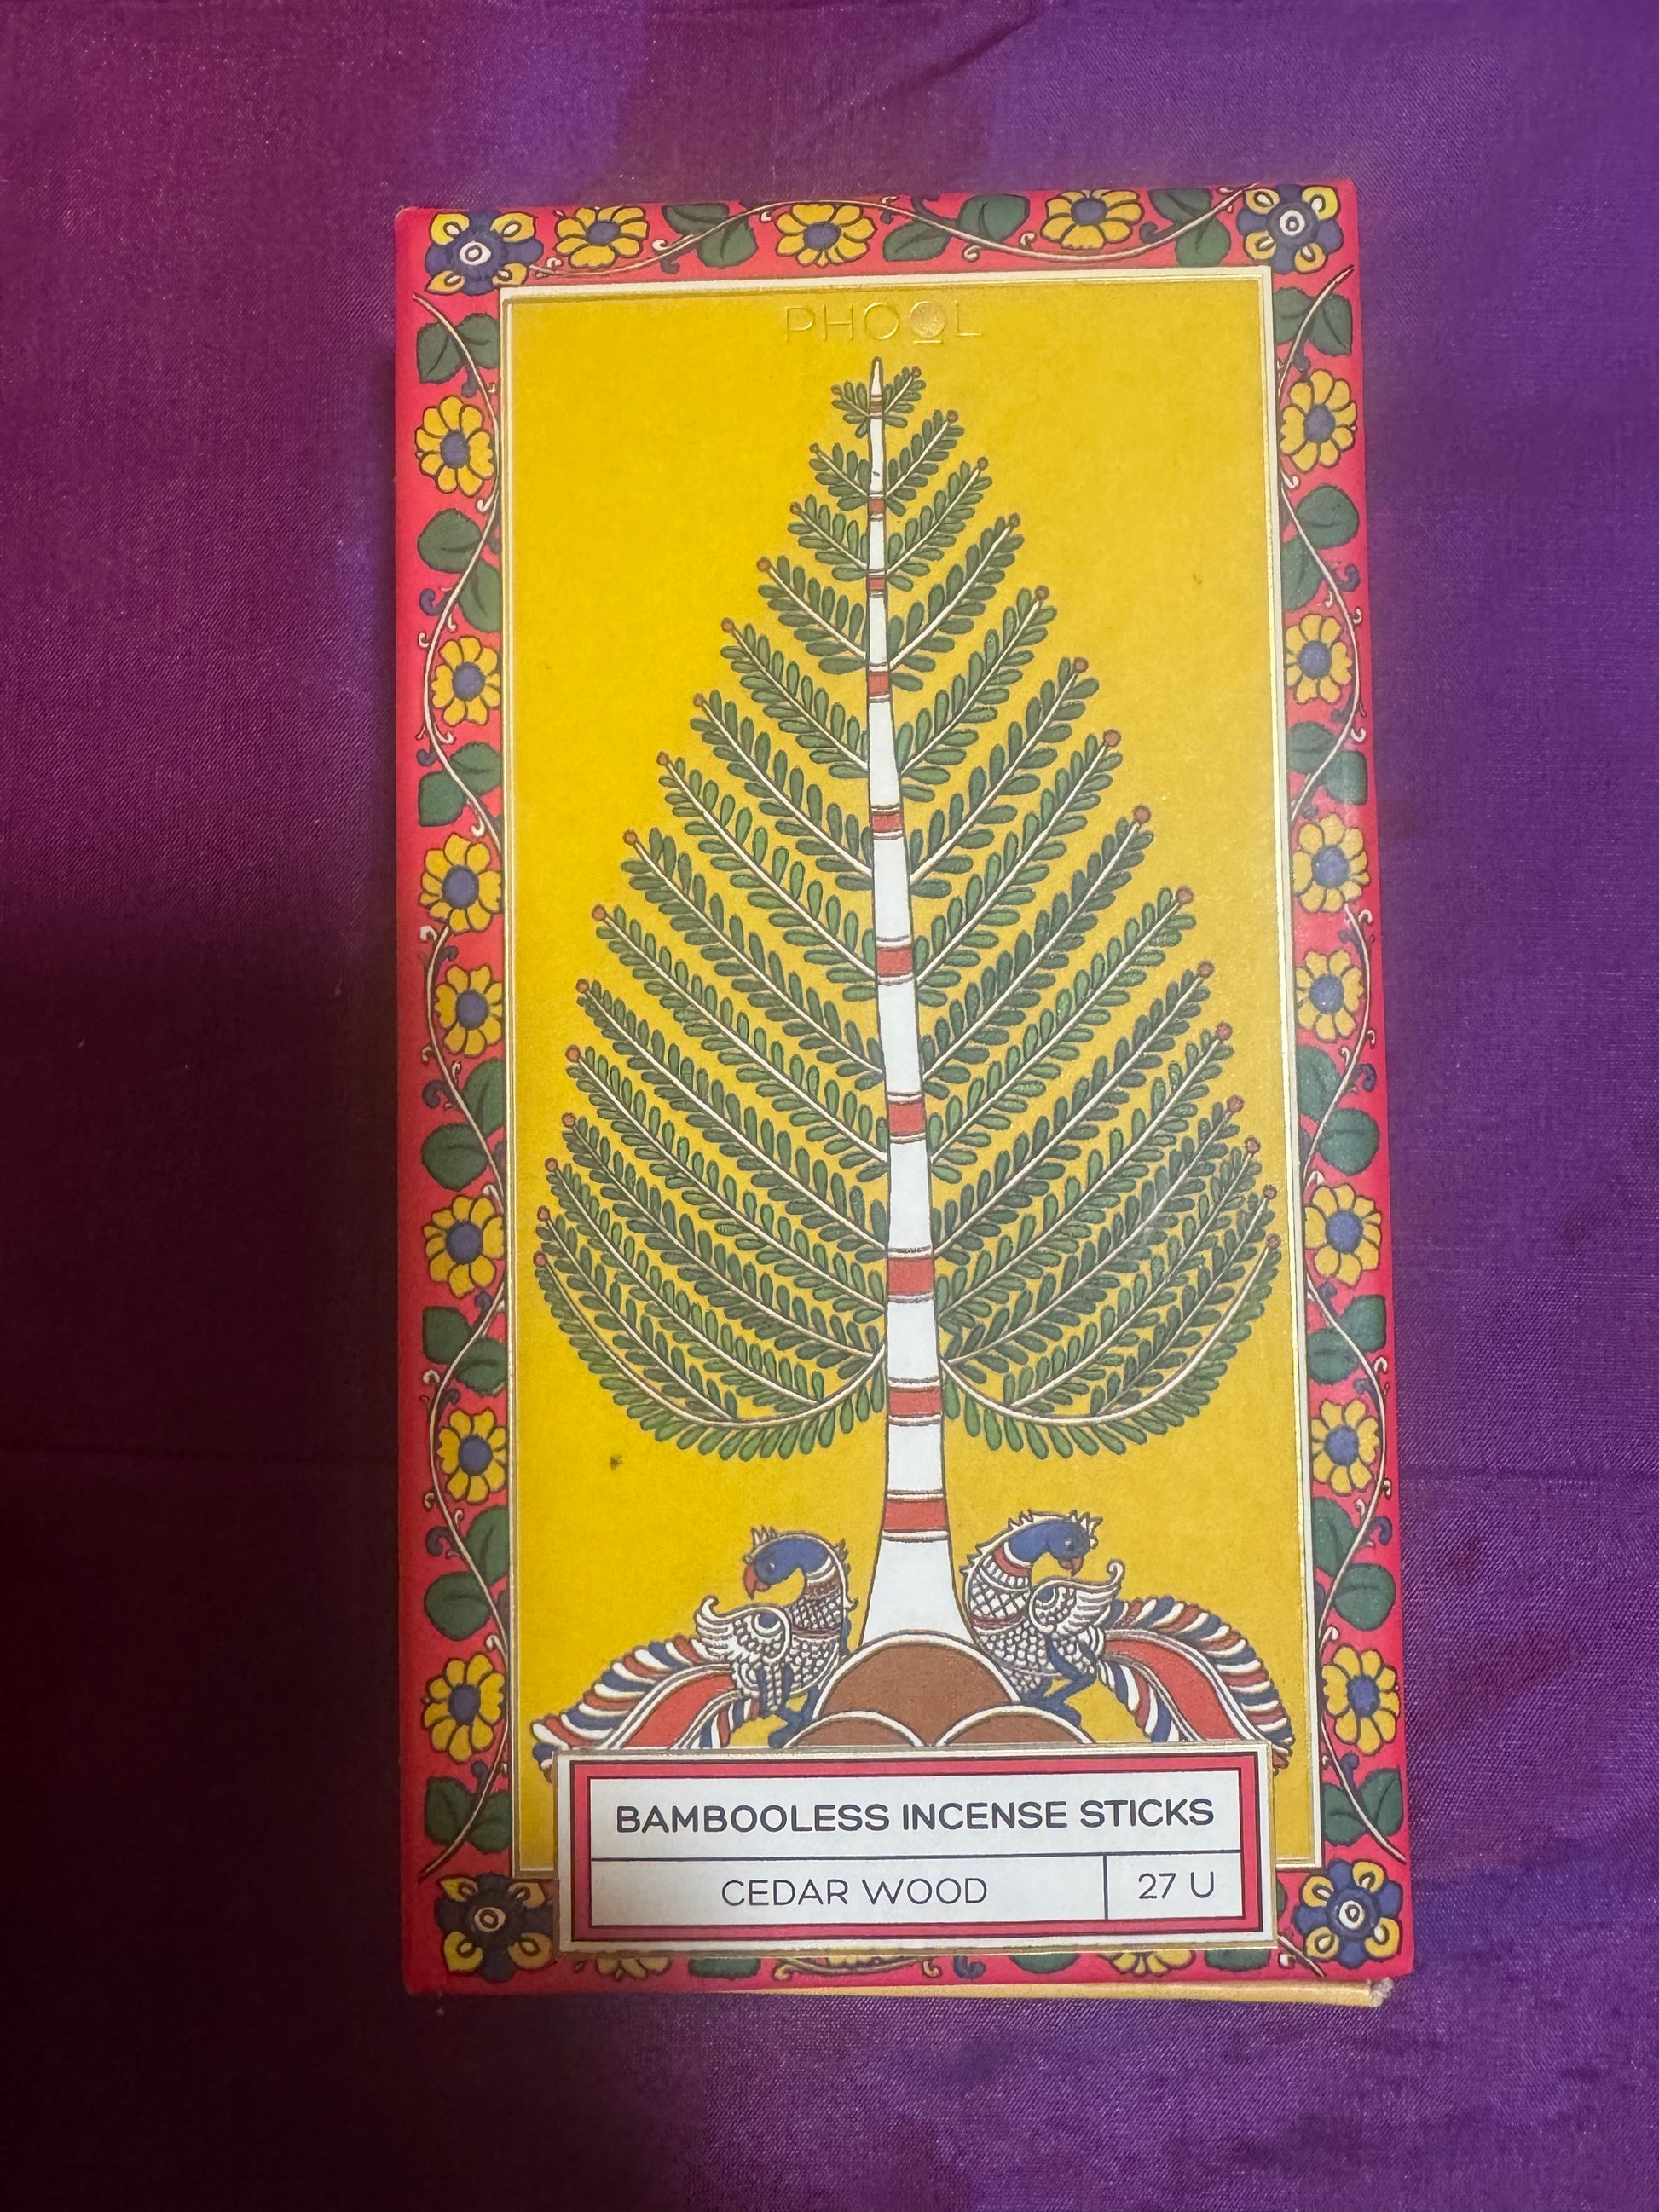 PHOOL
BAMBOOLESS INCENSE STICKS
CEDAR WOOD
27 U